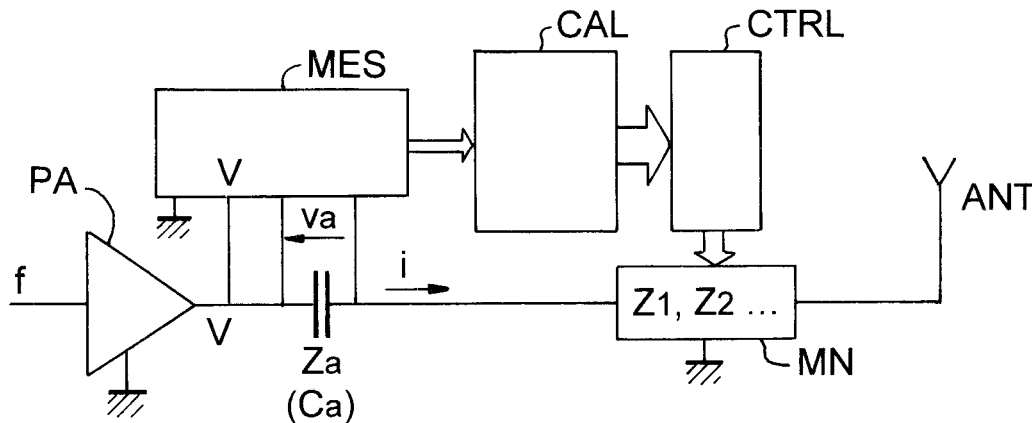 CAL
CTRL
MES
V
PA
va
ANT
f
i
V
Z1, Z2 ...
Za
(Ca)
MN